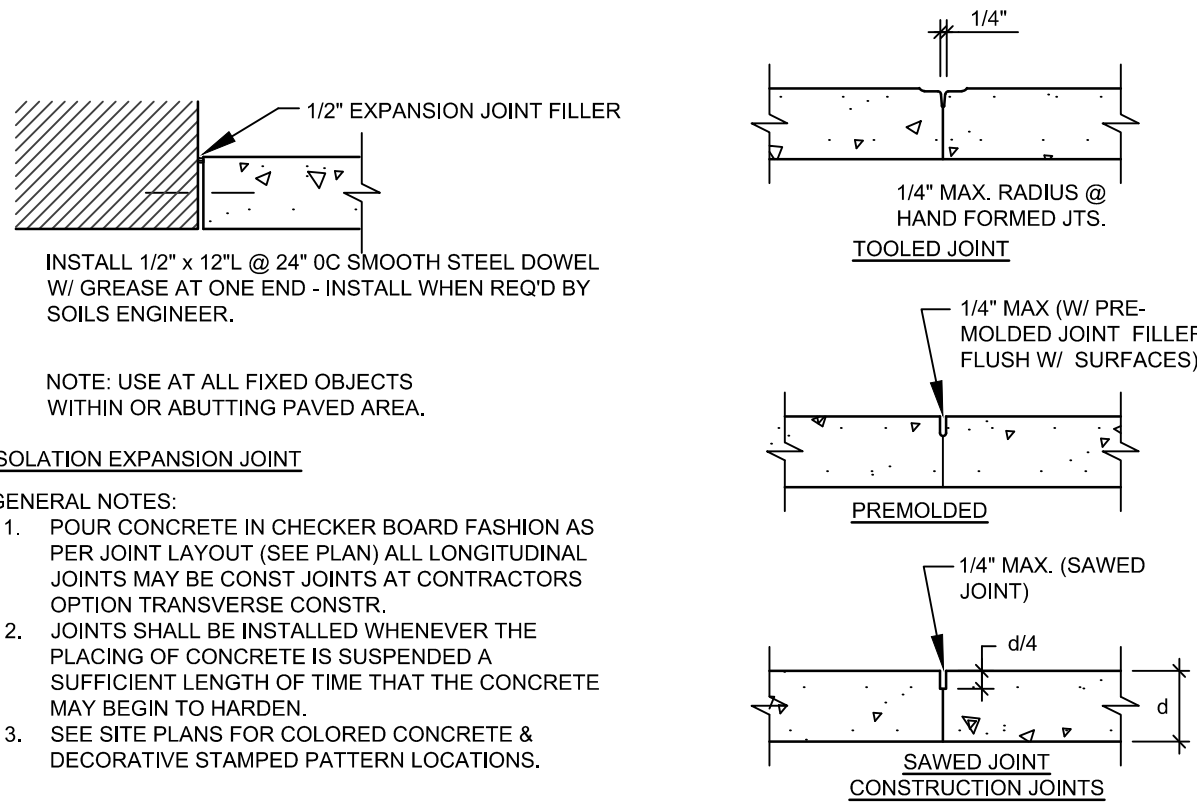 1/2" EXPANSION JOINT FILLER
INSTALL 1/2" x 12"L @ 24" 0C SMOOTH STEEL DOWEL
W/ GREASE AT ONE END - INSTALL WHEN REQ'D BY
SOILS ENGINEER.
NOTE: USE AT ALL FIXED OBJECTS
WITHIN OR ABUTTING PAVED AREA.
SOLATION EXPANSION JOINT
GENERAL NOTES:
1. POUR CONCRETE IN CHECKER BOARD FASHION AS
PER JOINT LAYOUT (SEE PLAN) ALL LONGITUDINAL
JOINTS MAY BE CONST JOINTS AT CONTRACTORS
OPTION TRANSVERSE CONSTR.
2. JOINTS SHALL BE INSTALLED WHENEVER THE
PLACING OF CONCRETE IS SUSPENDED A
SUFFICIENT LENGTH OF TIME THAT THE CONCRETE
MAY BEGIN TO HARDEN.
3. SEE SITE PLANS FOR COLORED CONCRETE &
DECORATIVE STAMPED PATTERN LOCATIONS.
1/4"
1/4" MAX. RADIUS @
HAND FORMED JTS.
TOOLED JOINT
1/4" MAX (W/ PRE-
MOLDED JOINT FILLER
FLUSH W/ SURFACES)
PREMOLDED
1/4" MAX. (SAWED
JOINT)
d/4
d
SAWED JOINT
CONSTRUCTION JOINTS